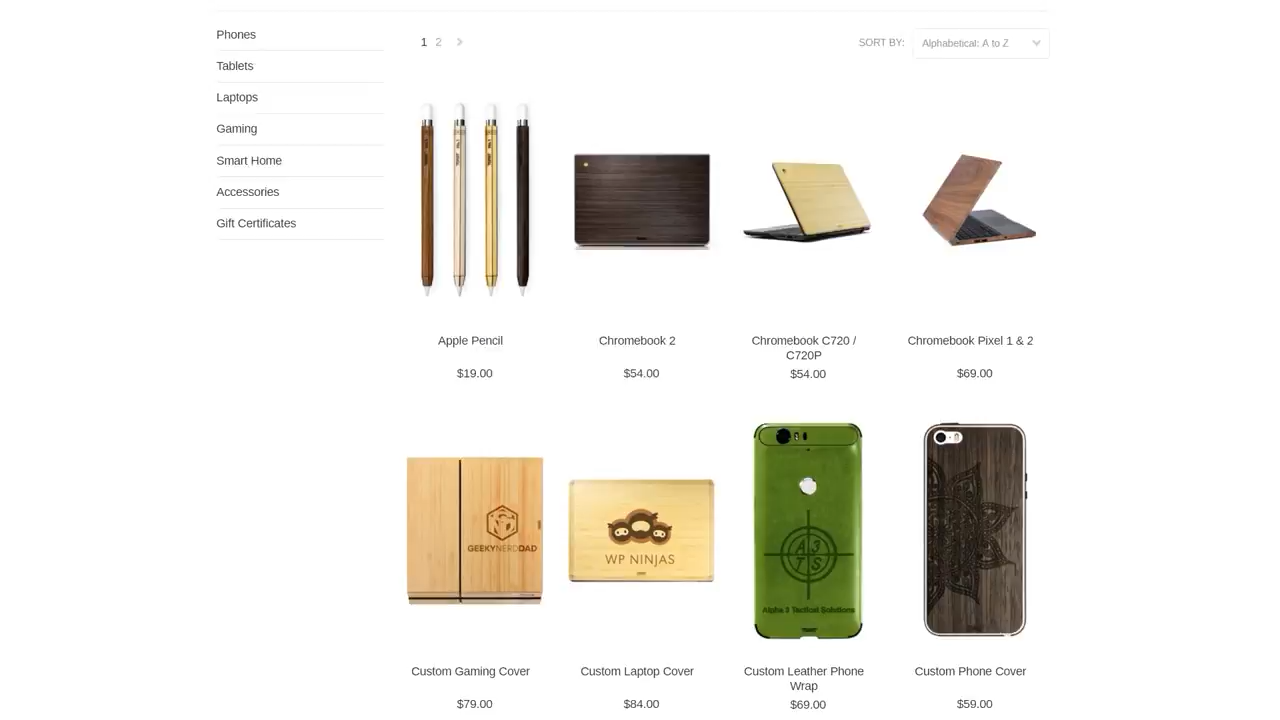 Phones
Tablets
Laptops
Gaming
Smart Home
Accessories
Gift Certificates
1 2
SORT BY: Alphabetical: A to Z
Apple Pencil
$19.00
Chromebook 2
$54.00
Chromebook C720 /
C720P
$54.00
Chromebook Pixel 1 & 2
$69.00
GEEKYNERDDAD
WP NINJAS
A 3
T S
Alpha 3 Tactical Solutions
Custom Gaming Cover
$79.00
Custom Laptop Cover
$84.00
Custom Leather Phone
Wrap
$69.00
Custom Phone Cover
$59.00